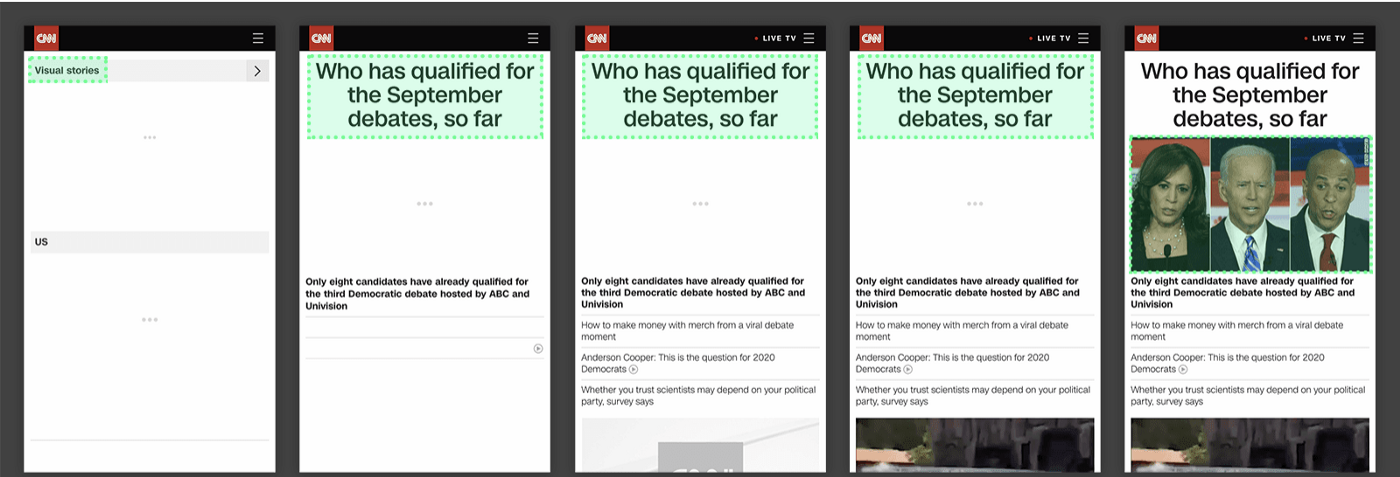 CNN
Visual stories
US
CNN
Who has qualified for
the September
debates, so far
Only eight candidates have already qualified for
the third Democratic debate hosted by ABC and
Univision
CNN
• LIVE TV
Who has qualified for
the September
debates, so far
Only eight candidates have already qualified for
the third Democratic debate hosted by ABC and
Univision
How to make money with merch from a viral debate
moment
Anderson Cooper: This is the question for 2020
Democrats
Whether you trust scientists may depend on your political
party, survey says
CNN
• LIVE TV
Who has qualified for
the September
debates, so far
Only eight candidates have already qualified for
the third Democratic debate hosted by ABC and
Univision
How to make money with merch from a viral debate
moment
Anderson Cooper: This is the question for 2020
Democrats
Whether you trust scientists may depend on your political
party, survey says
CNN
• LIVE TV
Who has qualified for
the September
debates, so far
Only eight candidates have already qualified for
the third Democratic debate hosted by ABC and
Univision
How to make money with merch from a viral debate
moment
Anderson Cooper: This is the question for 2020
Democrats
Whether you trust scientists may depend on your political
party, survey says